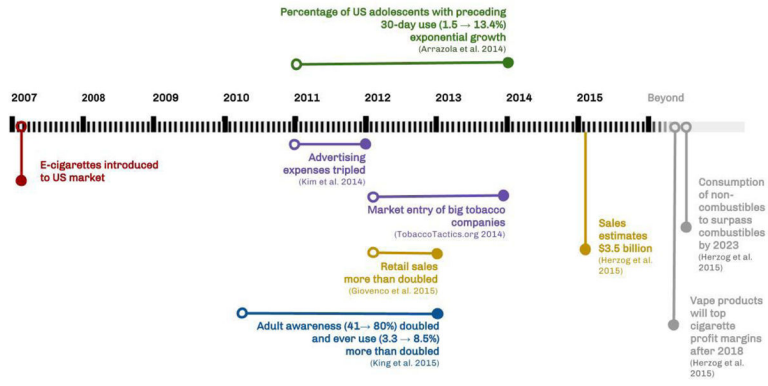 Percentage of US adolescents with preceding
30-day use (1.5 → 13.4%)
exponential growth
(Arrazola et al. 2014)
2007 2008 2009 2010 2011 2012 2013 2014 2015 Beyond
E-cigarettes introduced
to US market
Advertising
expenses tripled
(Kim et al. 2014)
Market entry of big tobacco
companies
(TobaccoTactics.org 2014)
Retail sales
more than doubled
(Giovenco et al. 2015)
Adult awareness (41→ 80%) doubled
and ever use (3.3 → 8.5%)
more than doubled
(King et al. 2015)
Sales
estimates
$3.5 billion
(Herzog et al.
2015)
Consumption
of non-
combustibles
to surpass
combustibles
by 2023
(Herzog et al.
2015)
Vape products
will top
cigarette
profit margins
after 2018
(Herzog et al.
2015)